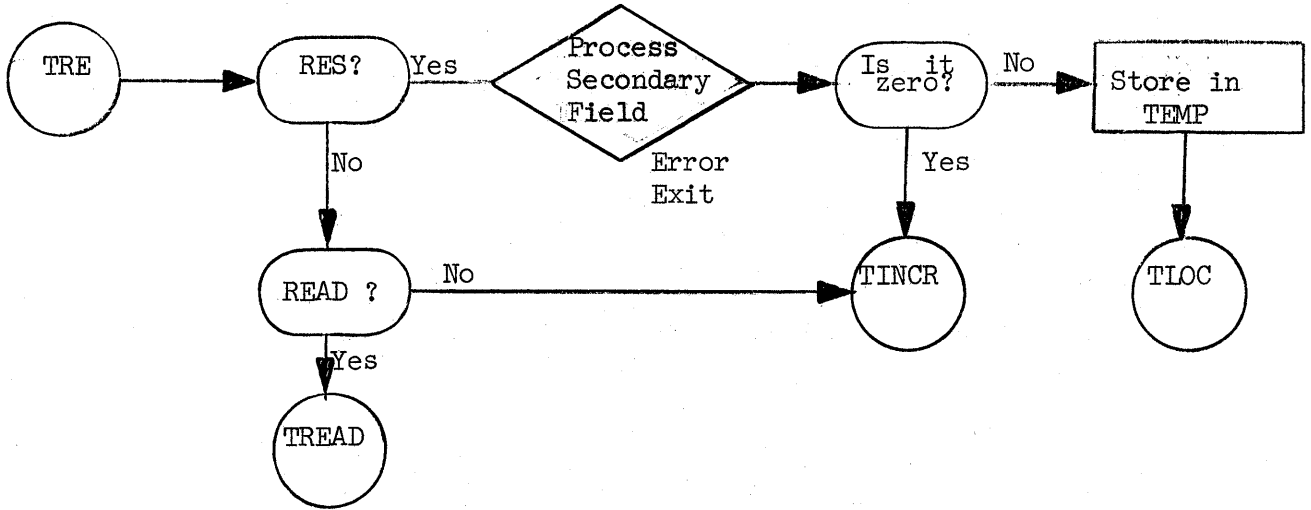 TRE
RES?
Yes
Process
Secondary
Field
Error
Exit
Is it
zero?
No
Store in
TEMP
No
Yes
READ ?
No
TINCR
TLOC
Yes
TREAD